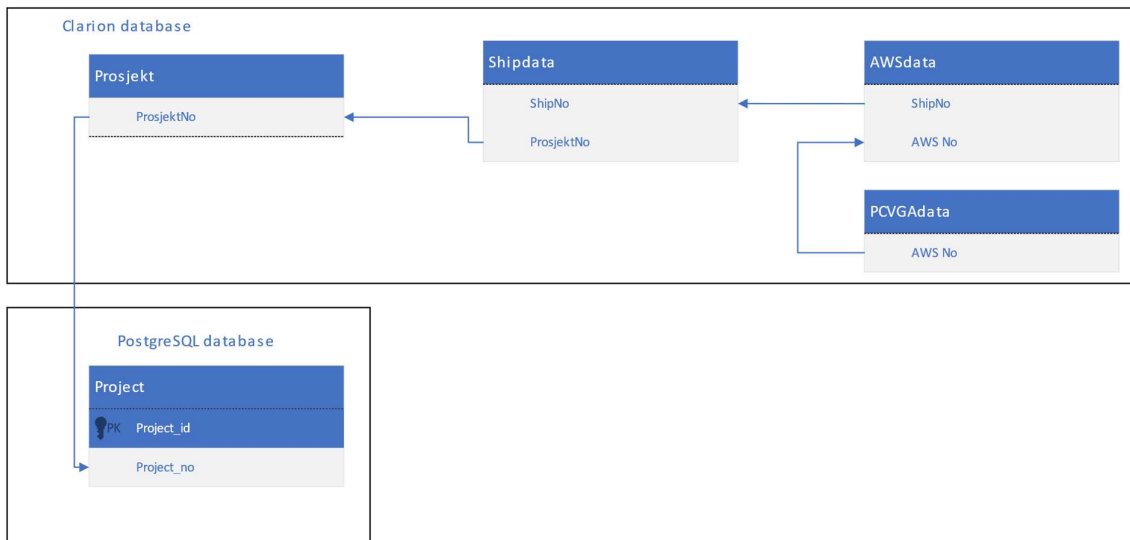 Clarion database
Prosjekt
ProsjektNo
Shipdata
ShipNo
ProsjektNo
AWSdata
ShipNo
AWS No
PCVGAdata
AWS No
PostgreSQL database
Project
PK Project_id
Project_no